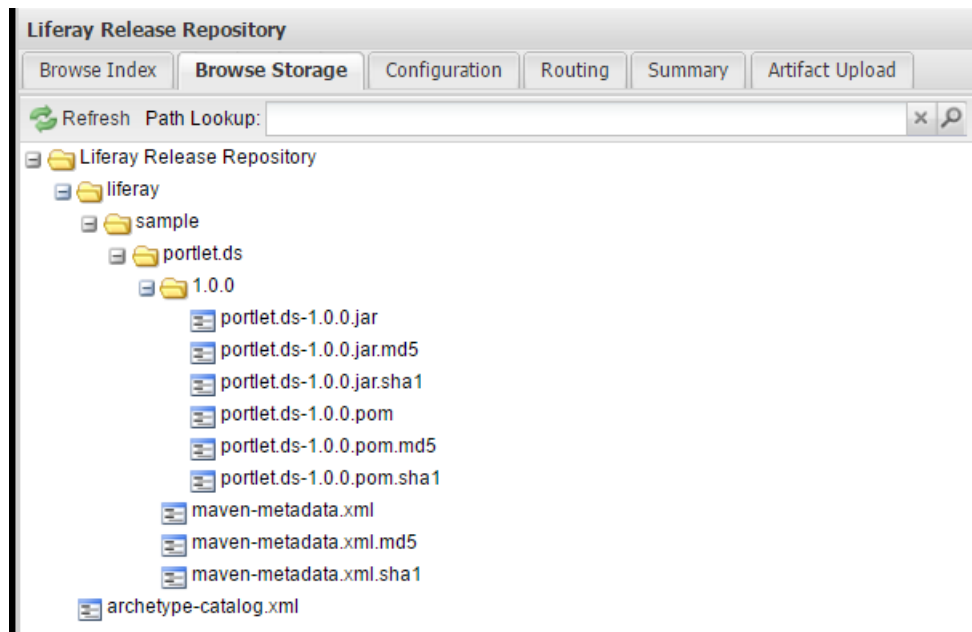 Liferay Release Repository
Browse Index Browse Storage Configuration Routing Summary Artifact Upload
Refresh Path Lookup:
Liferay Release Repository
liferay
sample
portlet.ds
1.0.0
portlet.ds-1.0.0.jar
portlet.ds-1.0.0.jar.md5
portlet.ds-1.0.0.jar.sha1
portlet.ds-1.0.0.pom
portlet.ds-1.0.0.pom.md5
portlet.ds-1.0.0.pom.sha1
maven-metadata.xml
maven-metadata.xml.md5
maven-metadata.xml.sha1
archetype-catalog.xml